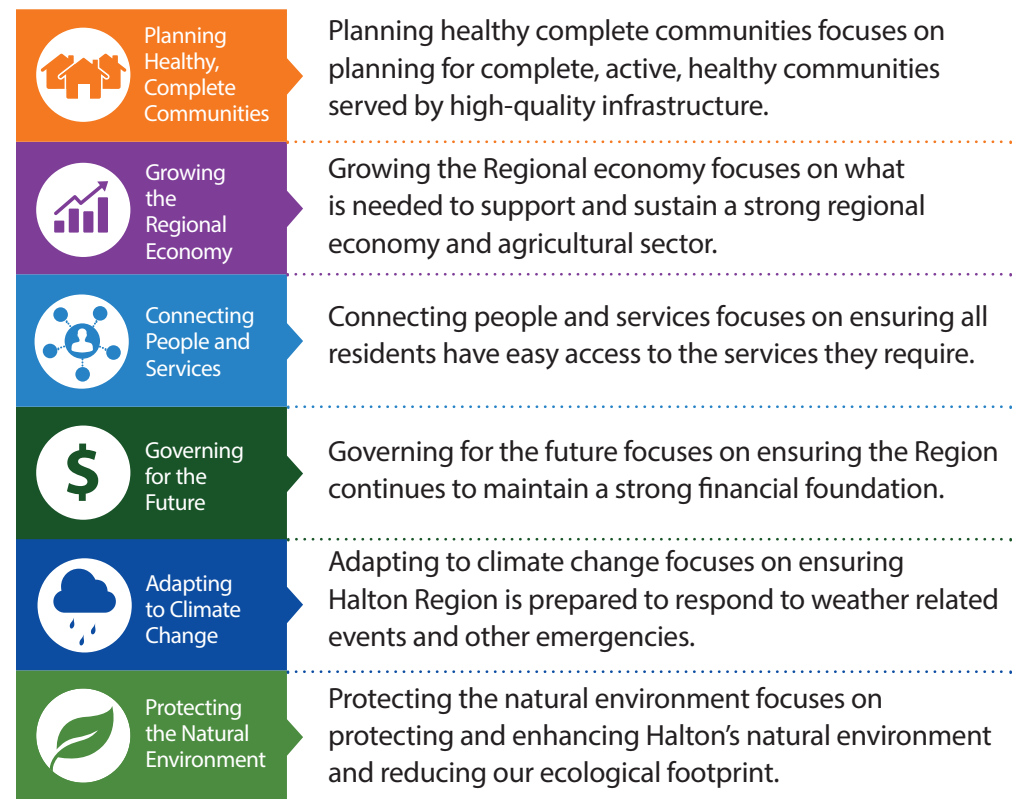 Planning
Healthy,
Complete
Communities
Planning healthy complete communities focuses on
planning for complete, active, healthy communities
served by high-quality infrastructure.
Growing
the
Regional
Economy
Growing the Regional economy focuses on what
is needed to support and sustain a strong regional
economy and agricultural sector.
Connecting
People and
Services
Connecting people and services focuses on ensuring all
residents have easy access to the services they require.
$
Governing
for the
Future
Governing for the future focuses on ensuring the Region
continues to maintain a strong financial foundation.
Adapting
to Climate
Change
Adapting to climate change focuses on ensuring
Halton Region is prepared to respond to weather related
events and other emergencies.
Protecting
the Natural
Environment
Protecting the natural environment focuses on
protecting and enhancing Halton’s natural environment
and reducing our ecological footprint.